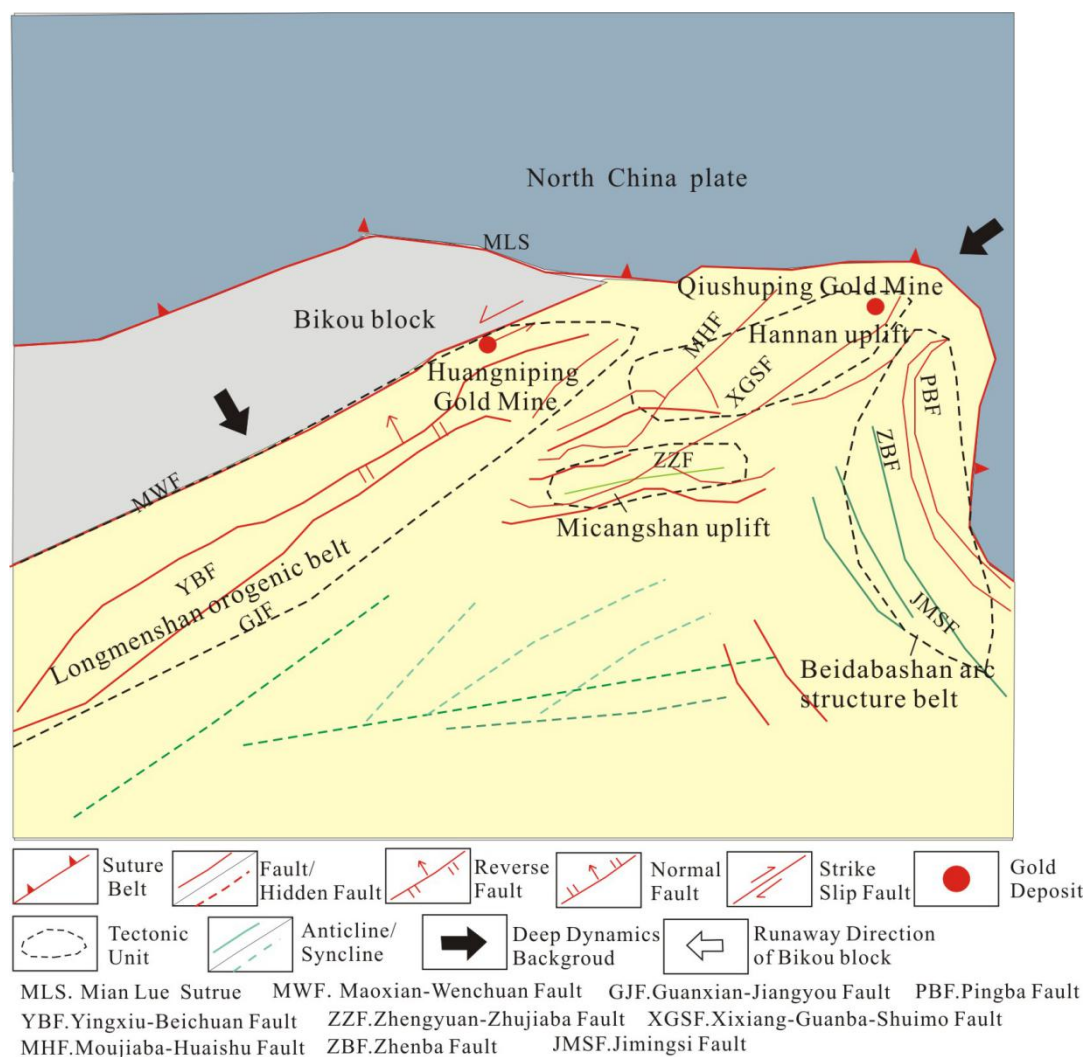 North China plate
MLS
Qiushuping Gold Mine
Bikou block
MHF
Hannan uplift
Huangniping
Gold Mine
XGSF
PBF
ZBF
ZZF
MWF
Micangshan uplift
YBF
Longmenshan orogenic belt
GJF
JMSF
Beidabashan arc
structure belt
Suture
Belt
Fault/
Hidden Fault
Reverse
Fault
Normal
Fault
Strike
Slip Fault
Gold
Deposit
Tectonic
Unit
Anticline/
Syncline
Deep Dynamics
Backgroud
Runaway Direction
of Bikou block
MLS. Mian Lue Sutrue MWF. Maoxian-Wenchuan Fault GJF.Guanxian-Jiangyou Fault PBF.Pingba Fault
YBF.Yingxiu-Beichuan Fault ZZF.Zhengyuan-Zhujiaba Fault XGSF.Xixiang-Guanba-Shuimo Fault
MHF.Moujiaba-Huaishu Fault ZBF.Zhenba Fault JMSF.Jimingsi Fault